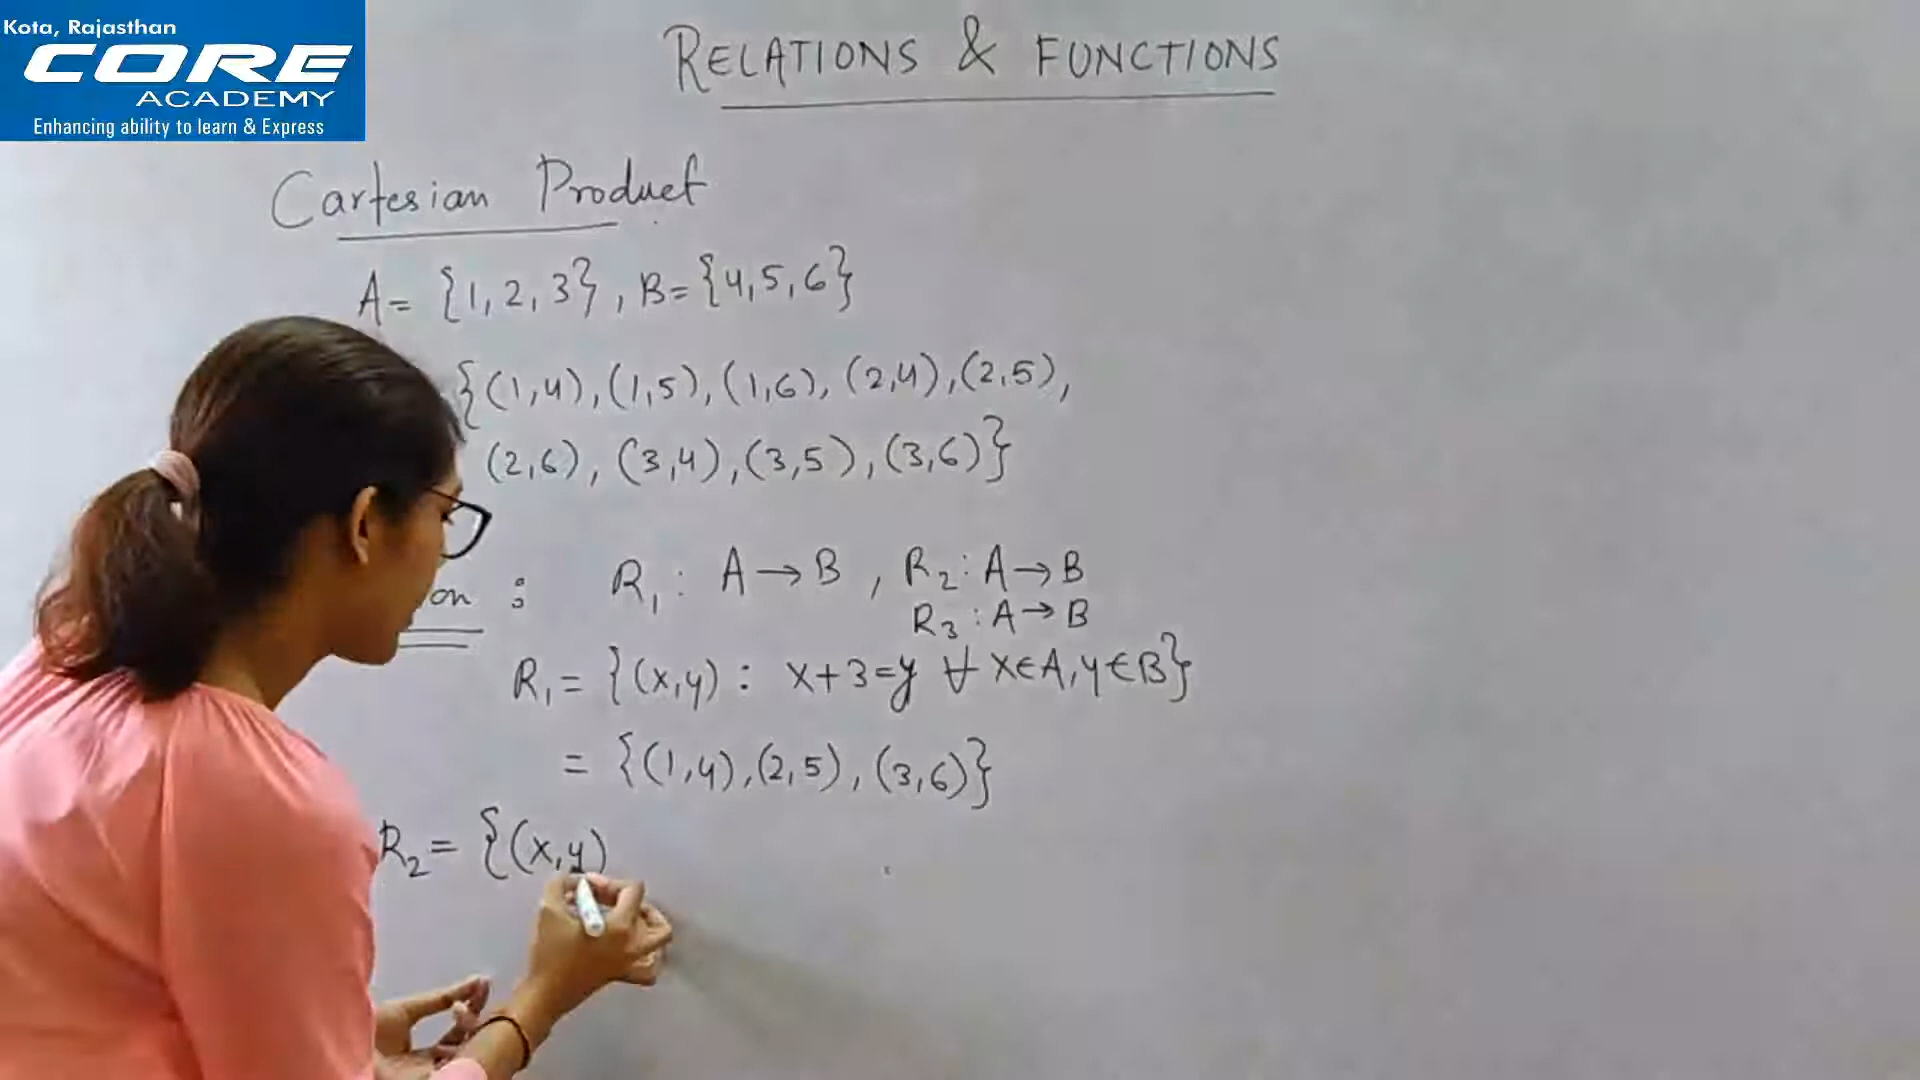 Kota, Rajasthan
CORE
ACADEMY
Enhancing ability to learn & Express
RELATIONS & FUNCTIONS
Cartesian Product
A= {1,2,3}, B={4,5,6}
{(1,4),(1,5),(1,6),(2,4),(2,5),
(2,6),(3,4),(3,5),(3,6)}
on : R₁: A→B, R₂: A→B
R₃: A→B
R₁= {(x,y): x+3=y ∀ x∈A,y∈B}
= {(1,4),(2,5),(3,6)}
R₂= {(x,y)